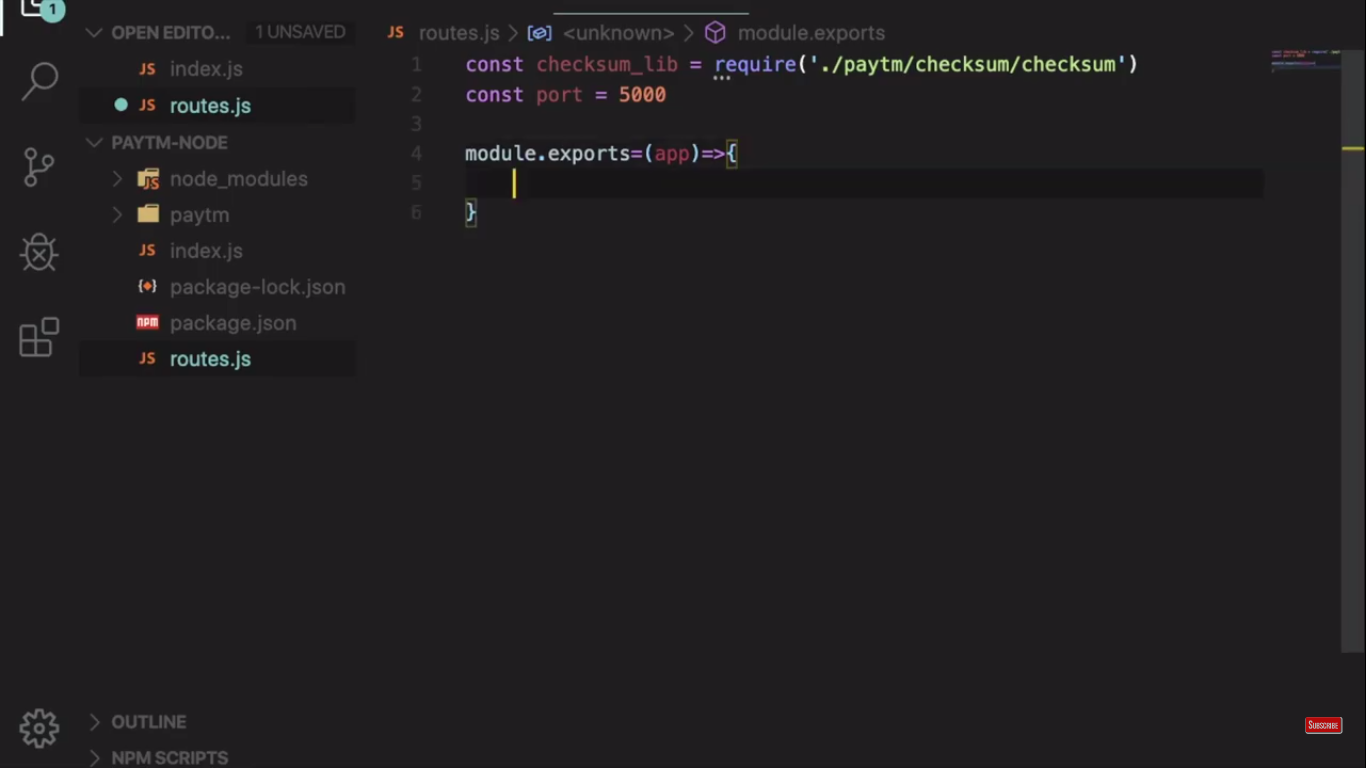 1
OPEN EDITO... 1 UNSAVED
JS index.js
JS routes.js
PAYTM-NODE
JS node_modules
paytm
JS index.js
package-lock.json
npm package.json
JS routes.js
OUTLINE
NPM SCRIPTS
JS routes.js > <unknown> > module.exports
1 const checksum_lib = require('./paytm/checksum/checksum')
2 const port = 5000
3
4 module.exports=(app)=>{
5
6 }
SUBSCRIBE